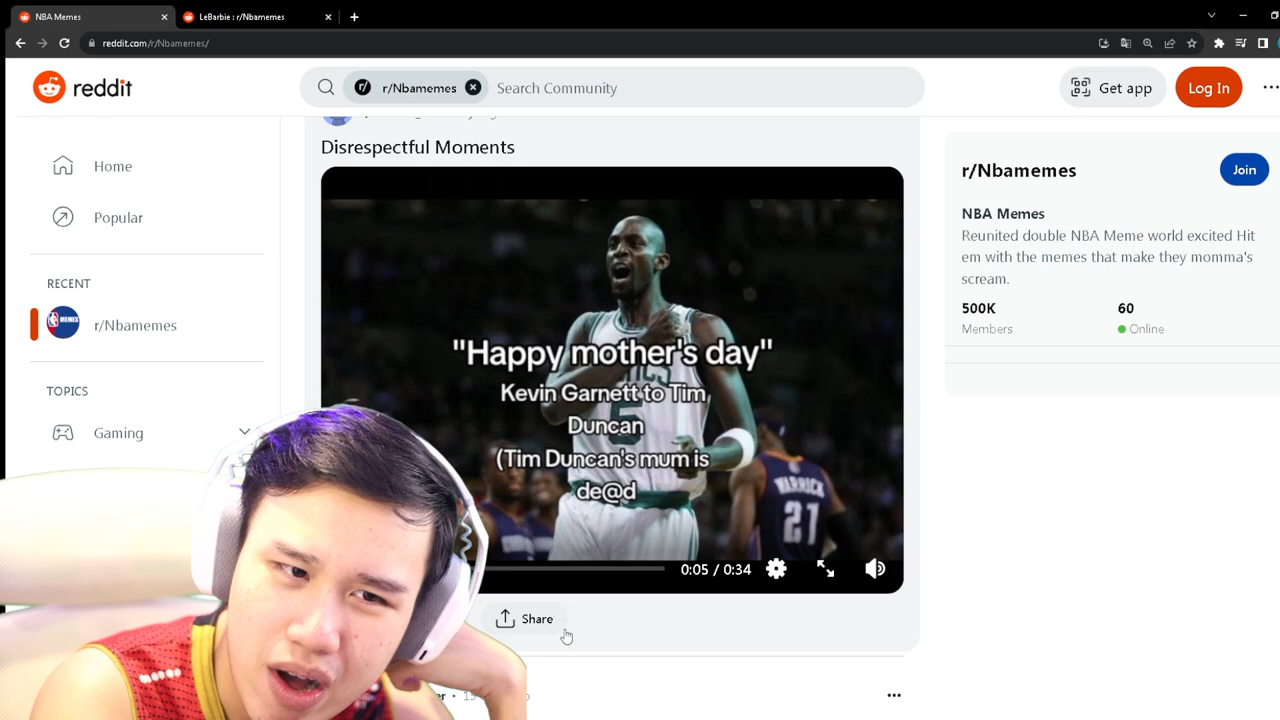 NBA Memes
LeBarbie : r/Nbamemes
reddit.com/r/Nbamemes/
reddit
r/Nbamemes
Search Community
Get app
Log In
Home
Popular
RECENT
r/Nbamemes
TOPICS
Gaming
Disrespectful Moments
"Happy mother's day"
Kevin Garnett to Tim
Duncan
(Tim Duncan's mum is
de@d
WARRICK
21
5
0:05 / 0:34
Share
r/Nbamemes
Join
NBA Memes
Reunited double NBA Meme world excited Hit
em with the memes that make they momma's
scream.
500K
60
Members
Online